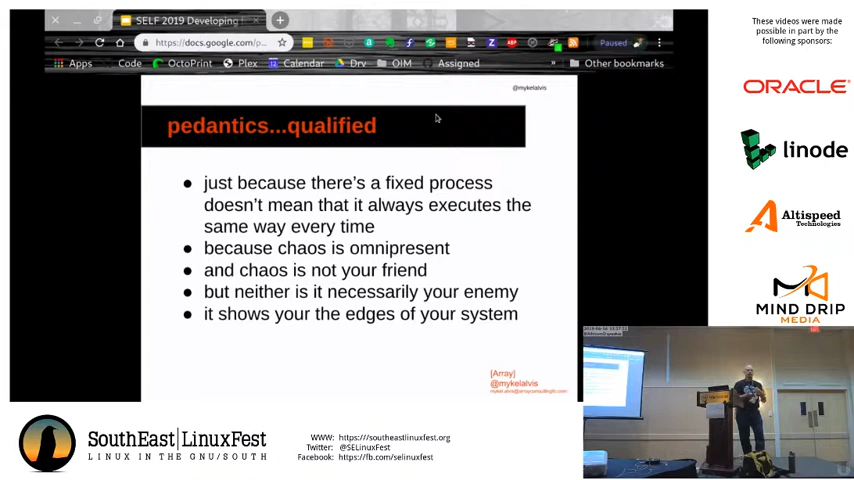 These videos were made
possible in part by the
following sponsors:
SELF 2019 Developing
https://docs.google.com/p...
Paused
Apps
Code
OctoPrint
Plex
Calendar
Drv
OIM
Assigned
»
Other bookmarks
@mykelalvis
pedantics...qualified
● just because there's a fixed process
doesn't mean that it always executes the
same way every time
● because chaos is omnipresent
● and chaos is not your friend
● but neither is it necessarily your enemy
● it shows your the edges of your system
[Array]
@mykelalvis
ORACLE
linode
Altispeed
Technologies
MIND DRIP
MEDIA
SouthEast|LinuxFest
LINUX IN THE GNU/SOUTH
WWW: https:///southeastlinuxfest.org
Twitter: @SELinuxFest
Facebook: https://fb.com/selinuxfest